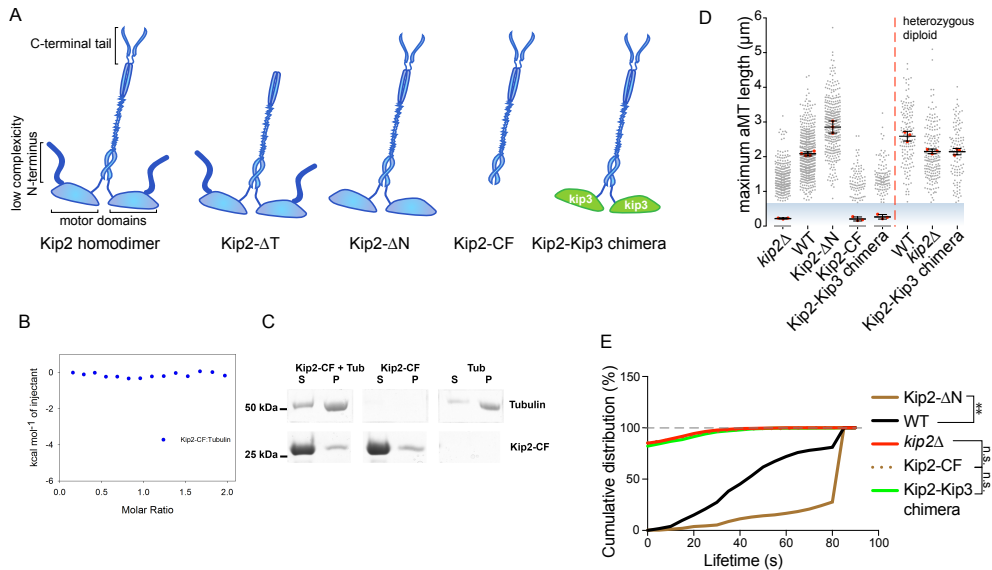 A
C-terminal tail
low complexicity
N-terminus
motor domains
kip3
kip3
Kip2 homodimer
Kip2-ΔT
Kip2-ΔN
Kip2-CF
Kip2-Kip3 chimera
B
kcal mol-1 of injectant
0
-2
-4
-6
Kip2-CF:Tubulin
0.0
0.5
1.0
1.5
2.0
Molar Ratio
C
Kip2-CF + Tub
Kip2-CF
Tub
S
P
S
P
S
P
50 kDa
Tubulin
25 kDa
Kip2-CF
D
heterozygous
diploid
maximum aMT length (μm)
6
5
4
3
2
1
0
kip2Δ
WT
Kip2-ΔN
Kip2-CF
Kip2-Kip3 chimera
WT
kip2Δ
Kip2-Kip3 chimera
E
Cumulative distribution (%)
150
100
50
0
0
20
40
60
80
100
Lifetime (s)
Kip2-ΔN
WT
kip2Δ
Kip2-CF
Kip2-Kip3
chimera
**
n.s.
n.s.